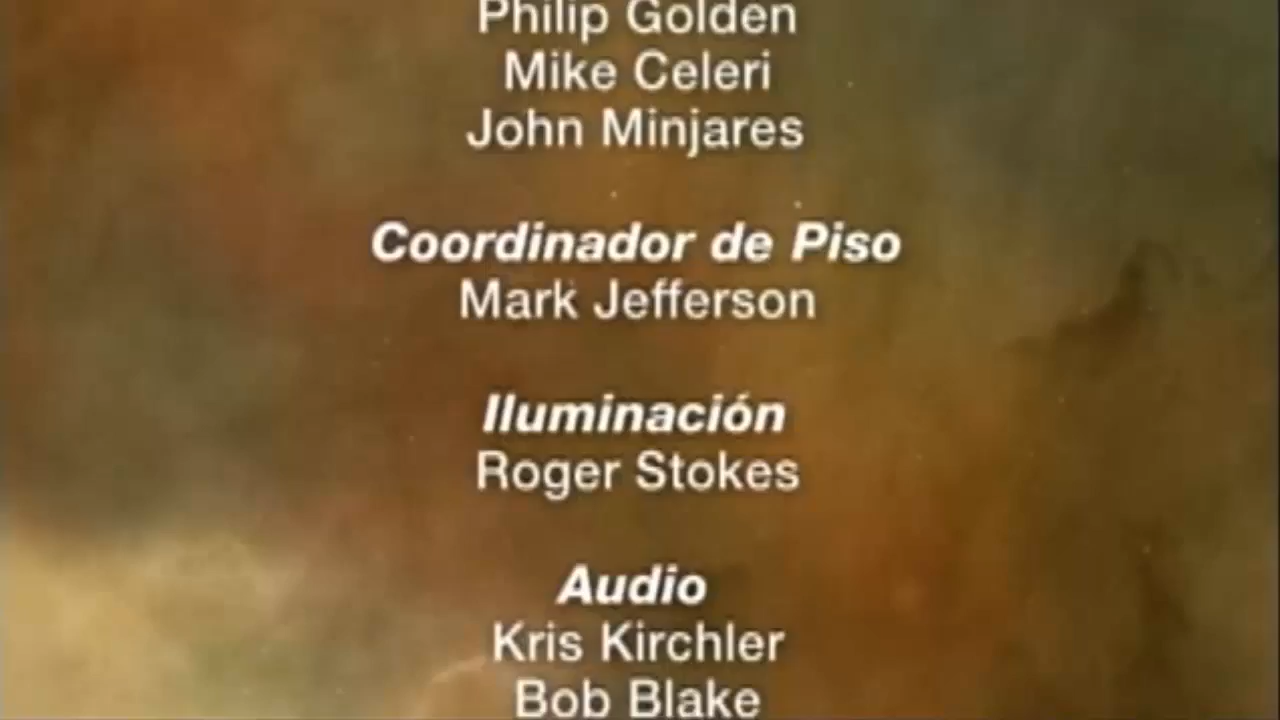 Philip Golden
Mike Celeri
John Minjares
Coordinador de Piso
Mark Jefferson
Iluminación
Roger Stokes
Audio
Kris Kirchler
Bob Blake